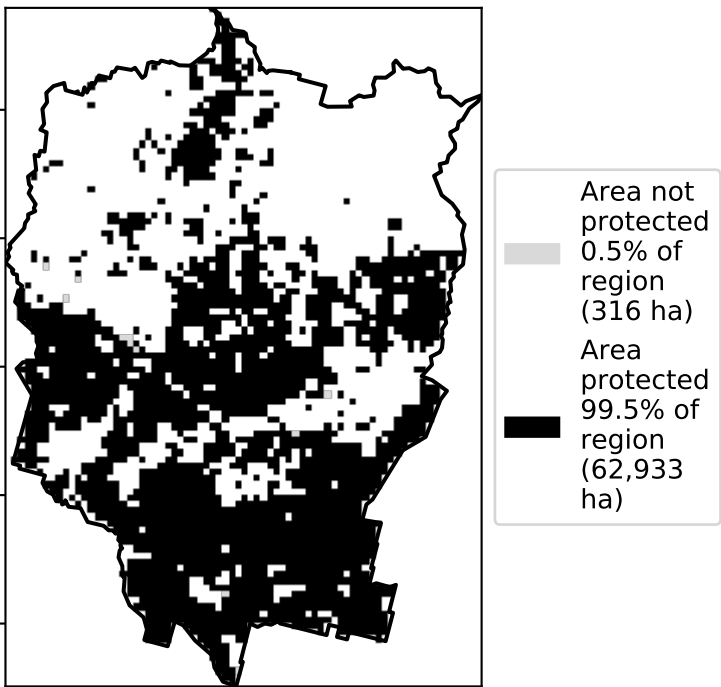 Area not
protected
0.5% of
region
(316 ha)
Area
protected
99.5% of
region
(62,933
ha)